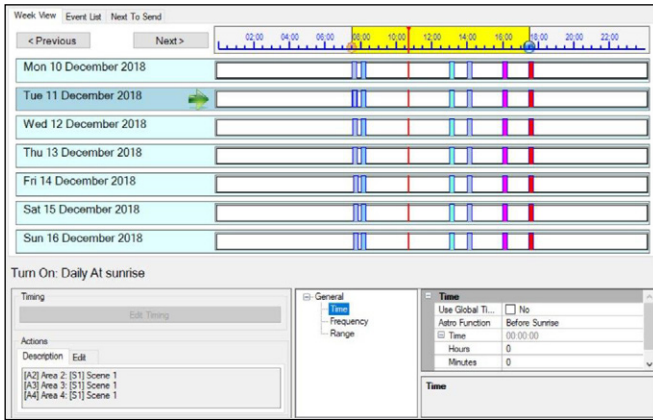 Week View Event List Next To Send
< Previous Next >
02:00 04:00 06:00 08:00 10:00 12:00 14:00 16:00 18:00 20:00 22:00
Mon 10 December 2018
Tue 11 December 2018
Wed 12 December 2018
Thu 13 December 2018
Fri 14 December 2018
Sat 15 December 2018
Sun 16 December 2018
Turn On: Daily At sunrise
Timing
Edit Timing
Actions
Description Edit
[A2] Area 2: [S1] Scene 1
[A3] Area 3: [S1] Scene 1
[A4] Area 4: [S1] Scene 1
General
Time
Frequency
Range
Time
Use Global Ti... No
Astro Function Before Sunrise
Time 00:00:00
Hours 0
Minutes 0
Time